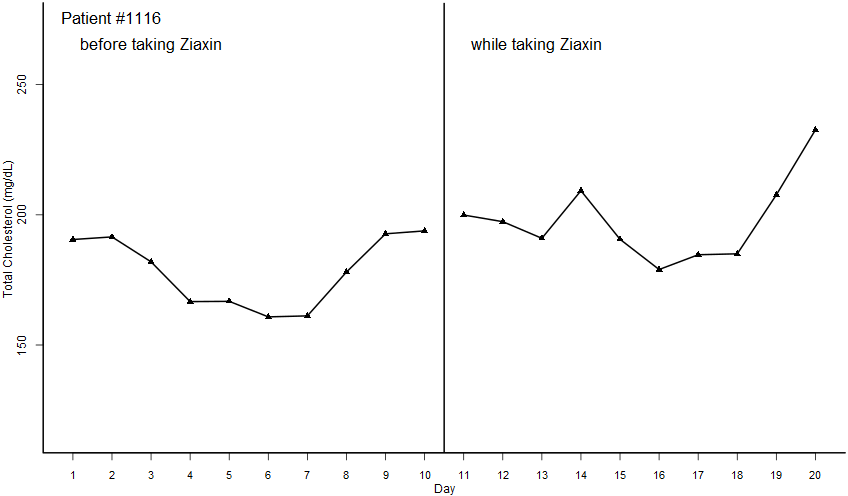 Patient #1116
before taking Ziaxin
while taking Ziaxin
Total Cholesterol (mg/dL)
250
200
150
1 2 3 4 5 6 7 8 9 10 11 12 13 14 15 16 17 18 19 20
Day